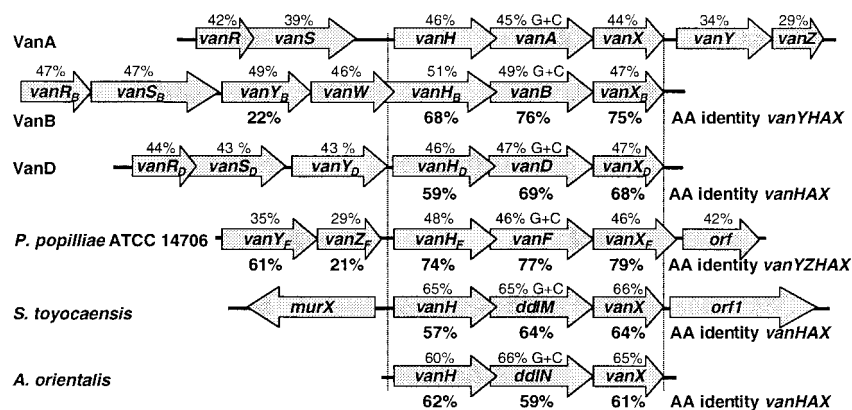 42% 39% 46% 45% G+C 44% 34% 29%
VanA vanR vanS vanH vanA vanX vanY vanZ
47% 47% 49% 46% 51% 49% G+C 47%
vanR_B vanS_B vanY_B vanW vanH_B vanB vanX_B
VanB 22% 68% 76% 75% AA identity vanYHAX
44% 43 % 43 % 46% 47% G+C 47%
VanD vanR_D vanS_D vanY_D vanH_D vanD vanX_D
59% 69% 68% AA identity vanHAX
35% 29% 48% 46% G+C 46% 42%
P. popilliae ATCC 14706 vanY_F vanZ_F vanH_F vanF vanX_F orf
61% 21% 74% 77% 79% AA identity vanYZHAX
65% 65% G+C 66%
S. toyocaensis murX vanH ddlM vanX orf1
57% 64% 64% AA identity vanHAX
60% 66% G+C 65%
A. orientalis vanH ddlN vanX
62% 59% 61% AA identity vanHAX